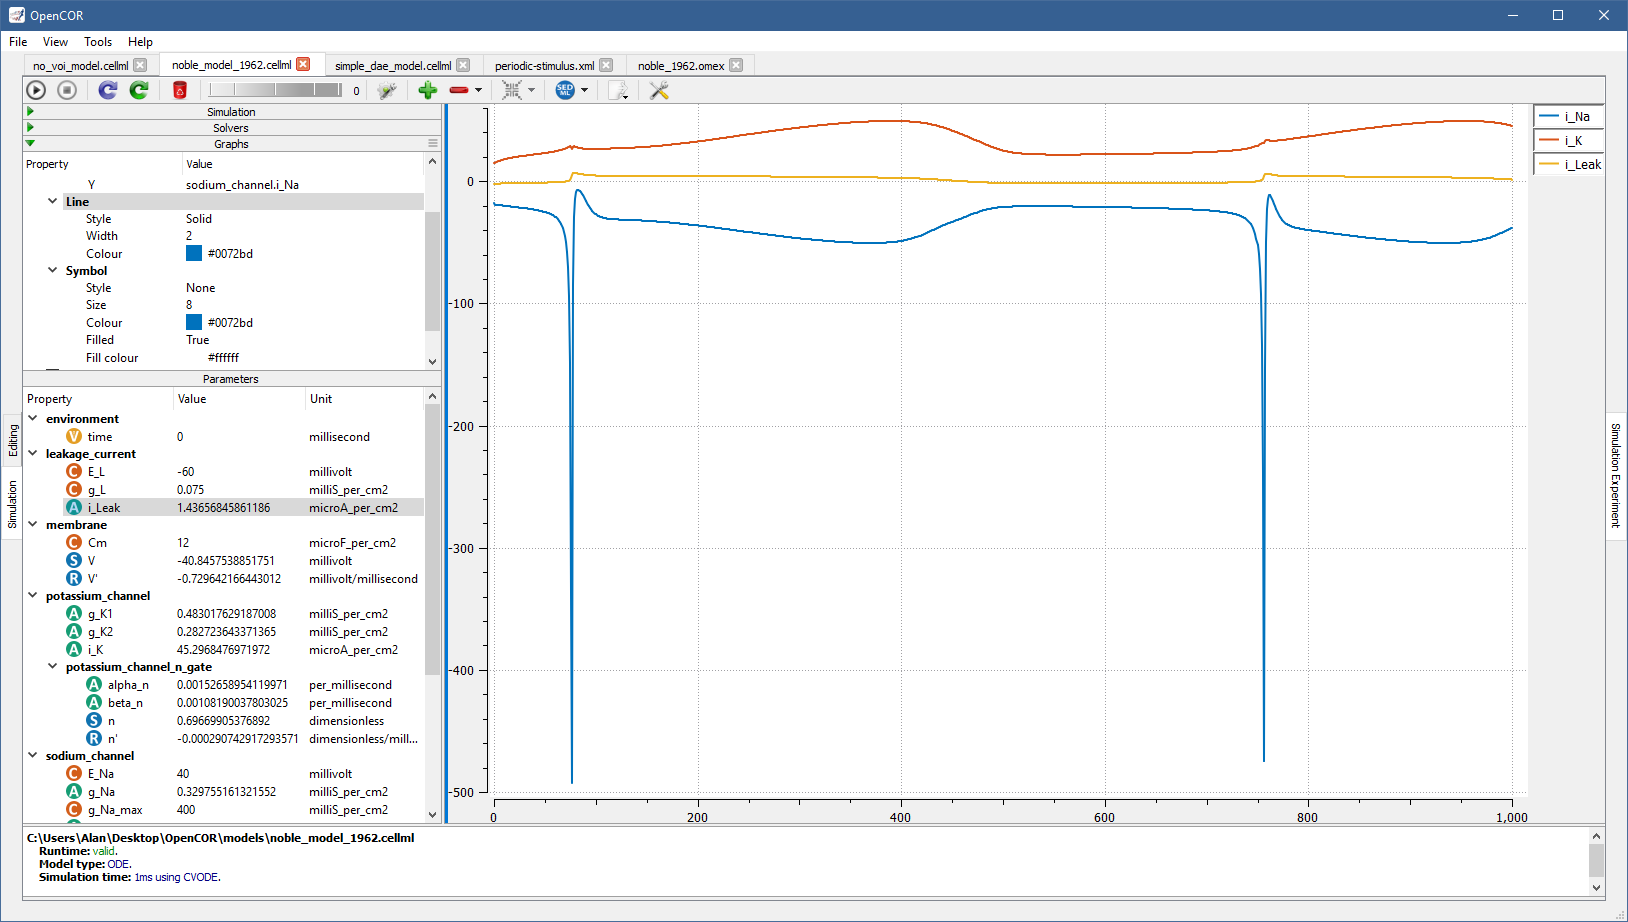 OpenCOR
File View Tools Help
no_voi_model.cellml noble_model_1962.cellml simple_dae_model.cellml periodic-stimulus.xml noble_1962.omex
0 SED ML
Simulation
Solvers
Graphs
Property Value
Y sodium_channel.i_Na
Line
Style Solid
Width 2
Colour #0072bd
Symbol
Style None
Size 8
Colour #0072bd
Filled True
Fill colour #ffffff
Parameters
Property Value Unit
environment
V time 0 millisecond
leakage_current
C E_L -60 millivolt
C g_L 0.075 milliS_per_cm2
A i_Leak 1.43656845861186 microA_per_cm2
membrane
C Cm 12 microF_per_cm2
S V -40.8457538851751 millivolt
R V' -0.729642166443012 millivolt/millisecond
potassium_channel
A g_K1 0.483017629187008 milliS_per_cm2
A g_K2 0.282723643371365 milliS_per_cm2
A i_K 45.2968476971972 microA_per_cm2
potassium_channel_n_gate
A alpha_n 0.00152658954119971 per_millisecond
A beta_n 0.00108190037803025 per_millisecond
S n 0.69669905376892 dimensionless
R n' -0.000290742917293571 dimensionless/mill...
sodium_channel
C E_Na 40 millivolt
A g_Na 0.329755161321552 milliS_per_cm2
C g_Na_max 400 milliS_per_cm2
Editing
Simulation
0
-100
-200
-300
-400
-500
0 200 400 600 800 1,000
i_Na
i_K
i_Leak
Simulation Experiment
C:\Users\Alan\Desktop\OpenCOR\models\noble_model_1962.cellml
Runtime: valid.
Model type: ODE.
Simulation time: 1ms using CVODE.